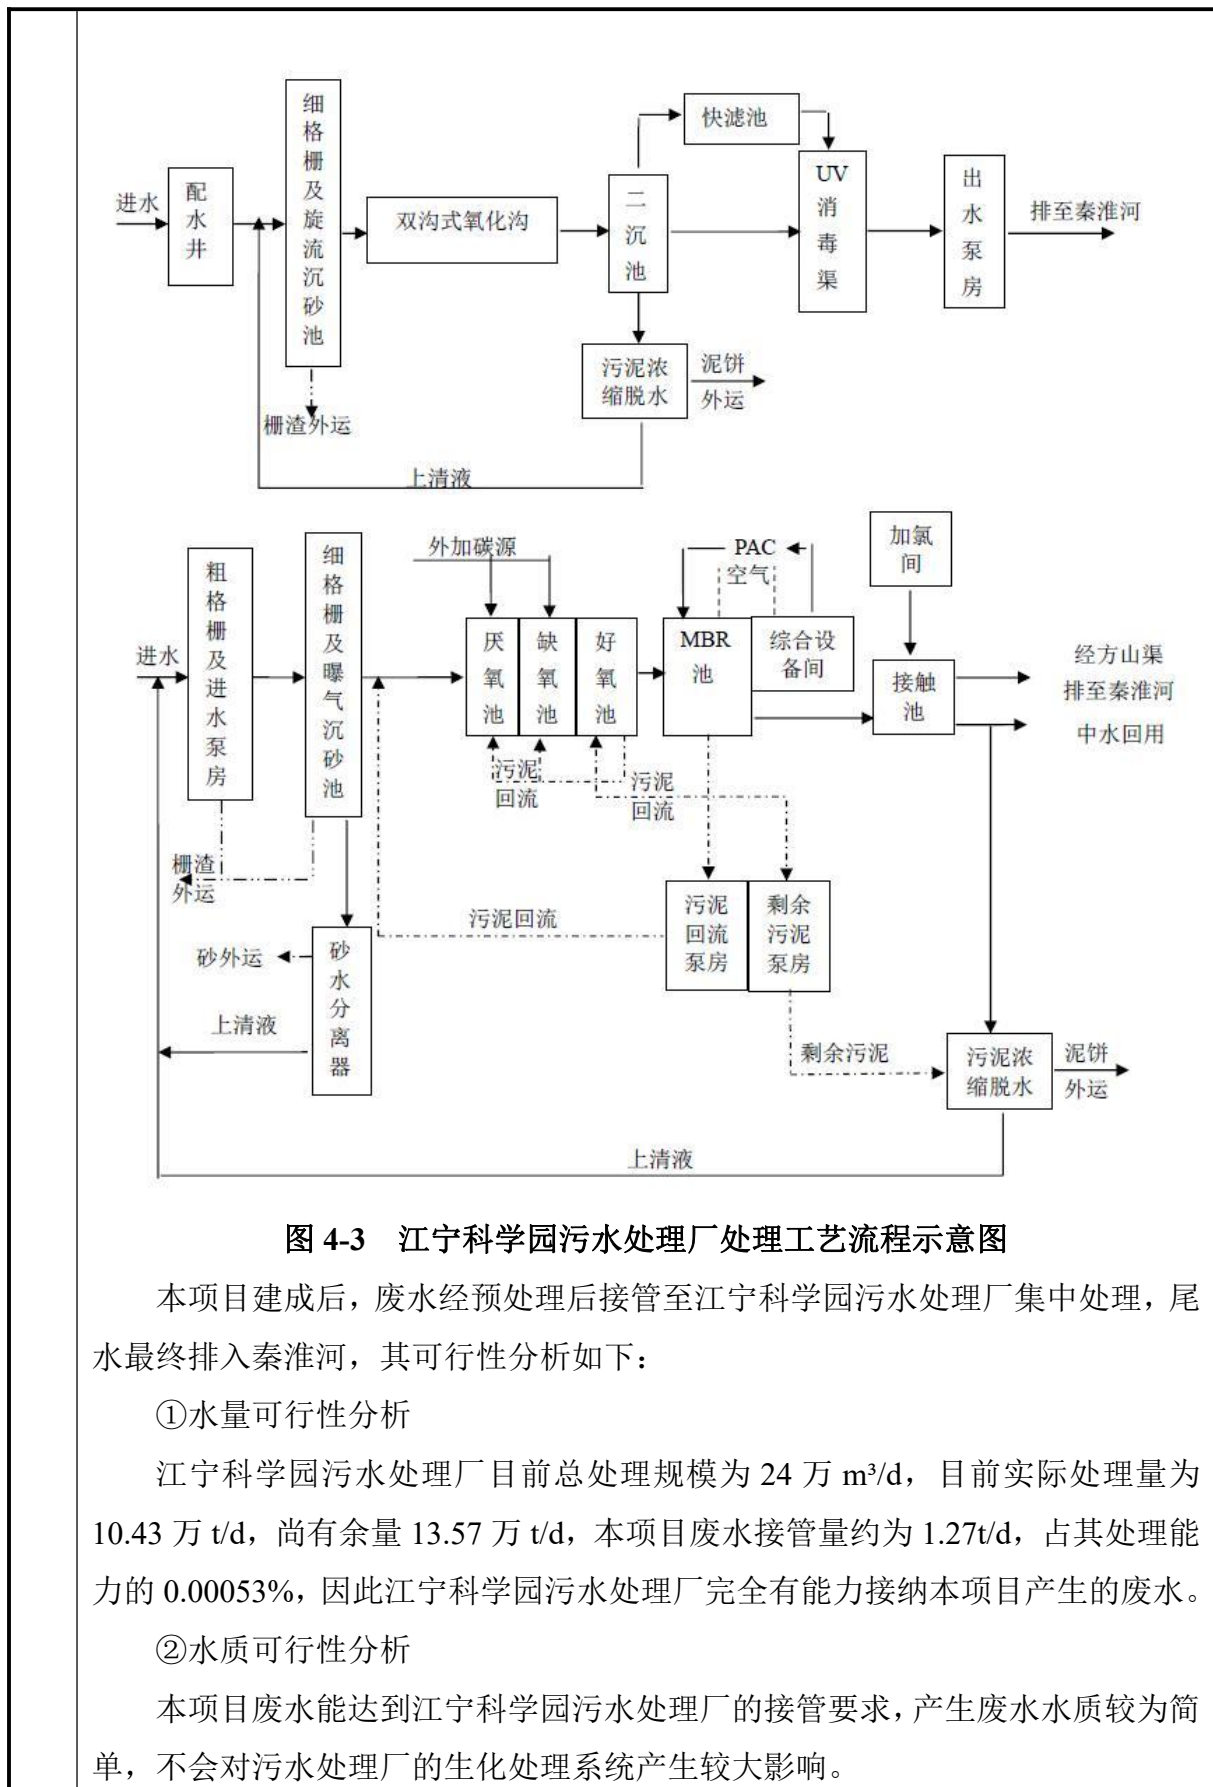 细格栅及旋流沉砂池
快滤池
进水
配水井
双沟式氧化沟
二沉池
UV消毒渠
出水泵房
排至秦淮河
污泥浓
缩脱水
泥饼
外运
栅渣外运
上清液
进水
粗格栅及进水泵房
细格栅及曝气沉砂池
外加碳源
厌氧池
缺氧池
好氧池
PAC
空气
MBR
池
综合设
备间
加氯
间
接触
池
经方山渠
排至秦淮河
中水回用
污泥
回流
污泥
回流
栅渣
外运
污泥回流
污泥
回流
泵房
剩余
污泥
泵房
砂外运
砂水分离器
上清液
剩余污泥
污泥浓
缩脱水
泥饼
外运
上清液
图 4-3 江宁科学园污水处理厂处理工艺流程示意图
本项目建成后，废水经预处理后接管至江宁科学园污水处理厂集中处理，尾
水最终排入秦淮河，其可行性分析如下：
①水量可行性分析
江宁科学园污水处理厂目前总处理规模为 24 万 m³/d，目前实际处理量为
10.43 万 t/d，尚有余量 13.57 万 t/d，本项目废水接管量约为 1.27t/d，占其处理能
力的 0.00053%，因此江宁科学园污水处理厂完全有能力接纳本项目产生的废水。
②水质可行性分析
本项目废水能达到江宁科学园污水处理厂的接管要求，产生废水水质较为简
单，不会对污水处理厂的生化处理系统产生较大影响。